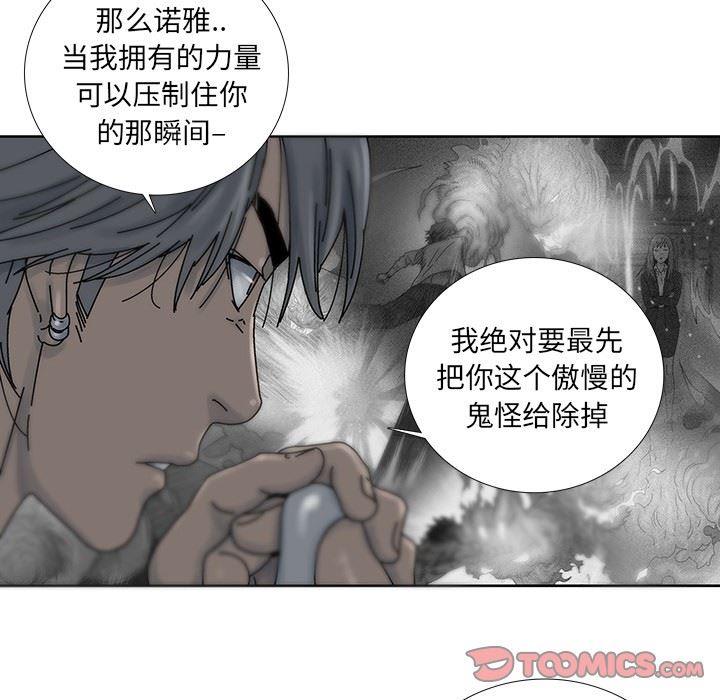 那么诺雅..
当我拥有的力量
可以压制住你
的那瞬间–
我绝对要最先
把你这个傲慢的
鬼怪给除掉
TOOMICS.COM